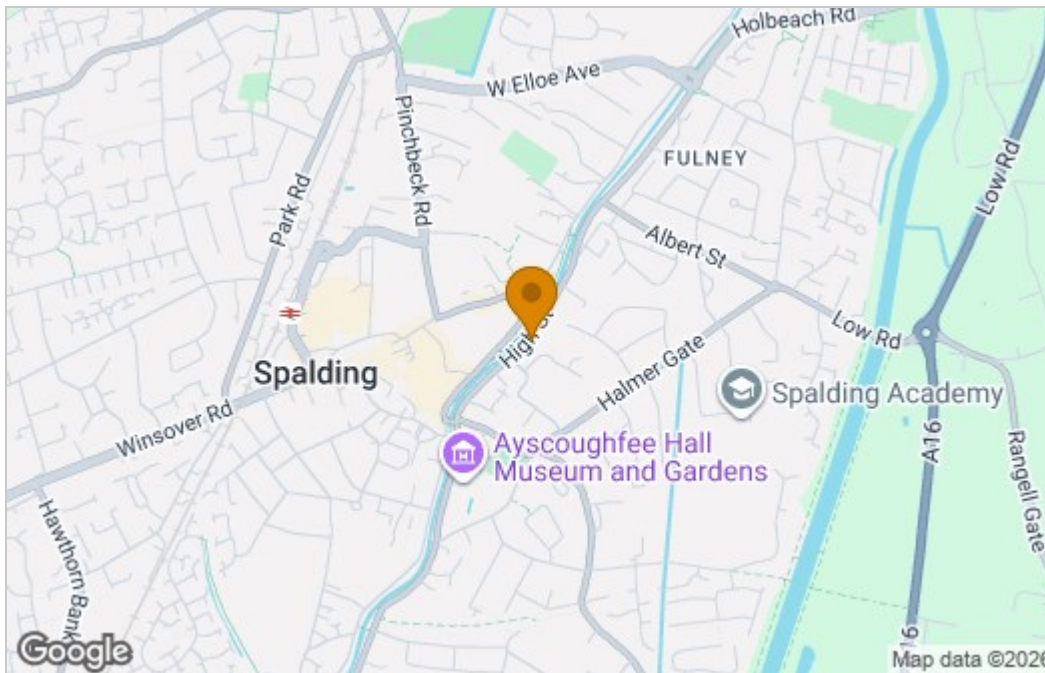 Holbeach Rd
W Elloe Ave
Pinchbeck Rd
FULNEY
Park Rd
Low Rd
Albert St
High St
Low Rd
Spalding
Halmer Gate
Spalding Academy
Winsover Rd
A16
Ayscoughfee Hall
Museum and Gardens
Rangell Gate
Hawthorn Bank
16
Google
Map data ©2026